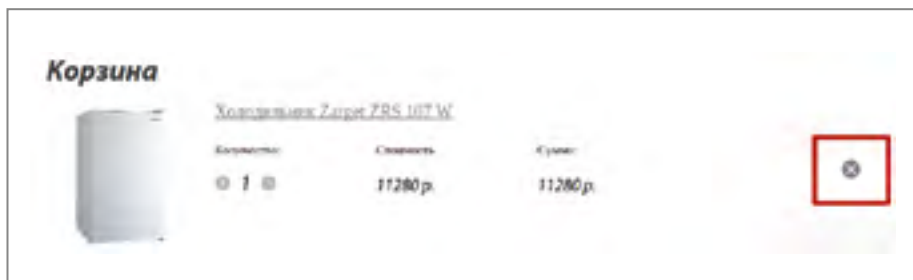 Корзина
Холодильник Zarget ZRS 107 W
Количество: Стоимость Сумма:
1 11280 р. 11280 р.